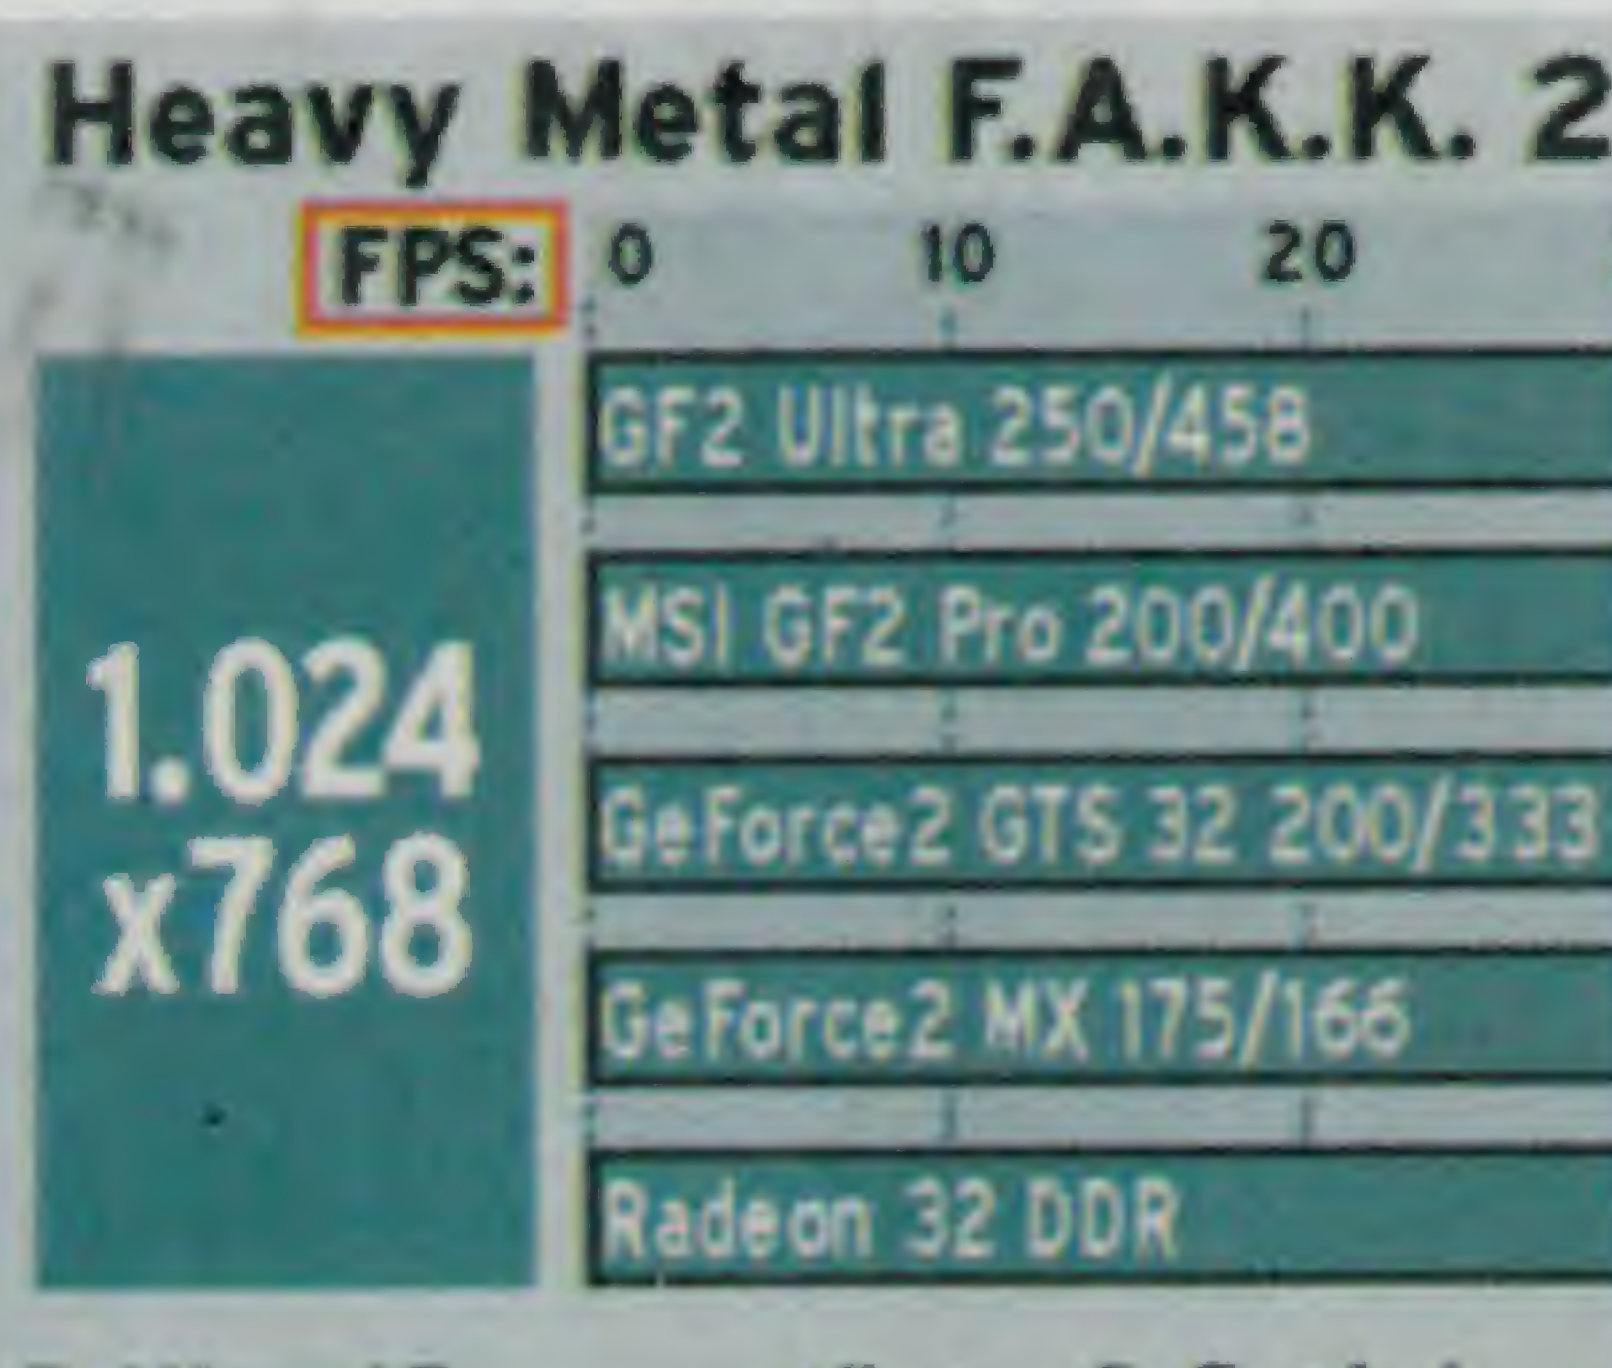 Heavy Metal F.A.K.K. 2
FPS: 0 10 20
GF2 Ultra 250/458
MSI GF2 Pro 200/400
1.024
x768
GeForce2 GTS 32 200/333
GeForce2 MX 175/166
Radeon 32 DDR